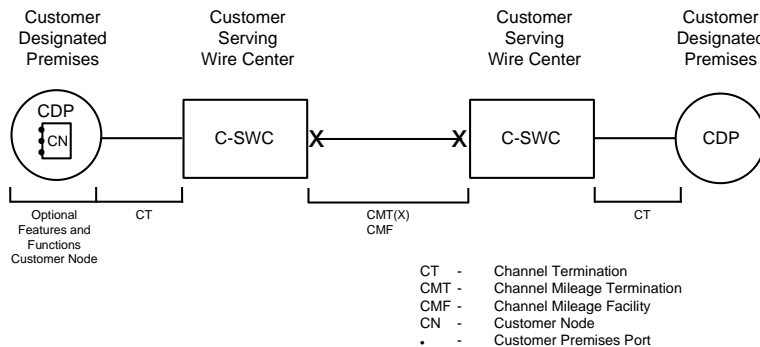 Customer
Designated
Premises
Customer
Serving
Wire Center
Customer
Serving
Wire Center
Customer
Designated
Premises
CDP
CN
C-SWC
X
X
C-SWC
CDP
Optional
Features and
Functions
Customer Node
CT
CMT(X)
CMF
CT
CT - Channel Termination
CMT - Channel Mileage Termination
CMF - Channel Mileage Facility
CN - Customer Node
• - Customer Premises Port